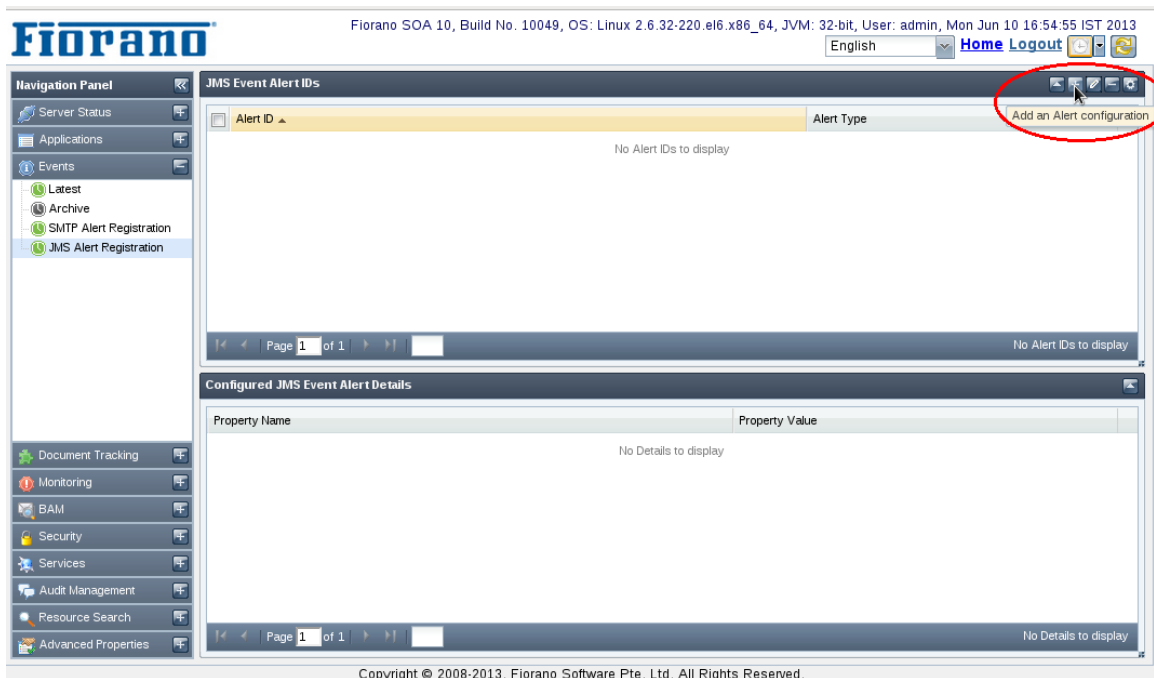 Fiorano
Fiorano SOA 10, Build No. 10049, OS: Linux 2.6.32-220.el6.x86_64, JVM: 32-bit, User: admin, Mon Jun 10 16:54:55 IST 2013
English Home Logout
Navigation Panel
Server Status
Applications
Events
Latest
Archive
SMTP Alert Registration
JMS Alert Registration
Document Tracking
Monitoring
BAM
Security
Services
Audit Management
Resource Search
Advanced Properties
JMS Event Alert IDs
Add an Alert configuration
Alert ID Alert Type
No Alert IDs to display
Page 1 of 1 No Alert IDs to display
Configured JMS Event Alert Details
Property Name Property Value
No Details to display
Page 1 of 1 No Details to display
Copyright © 2008-2013, Fiorano Software Pte. Ltd. All Rights Reserved.